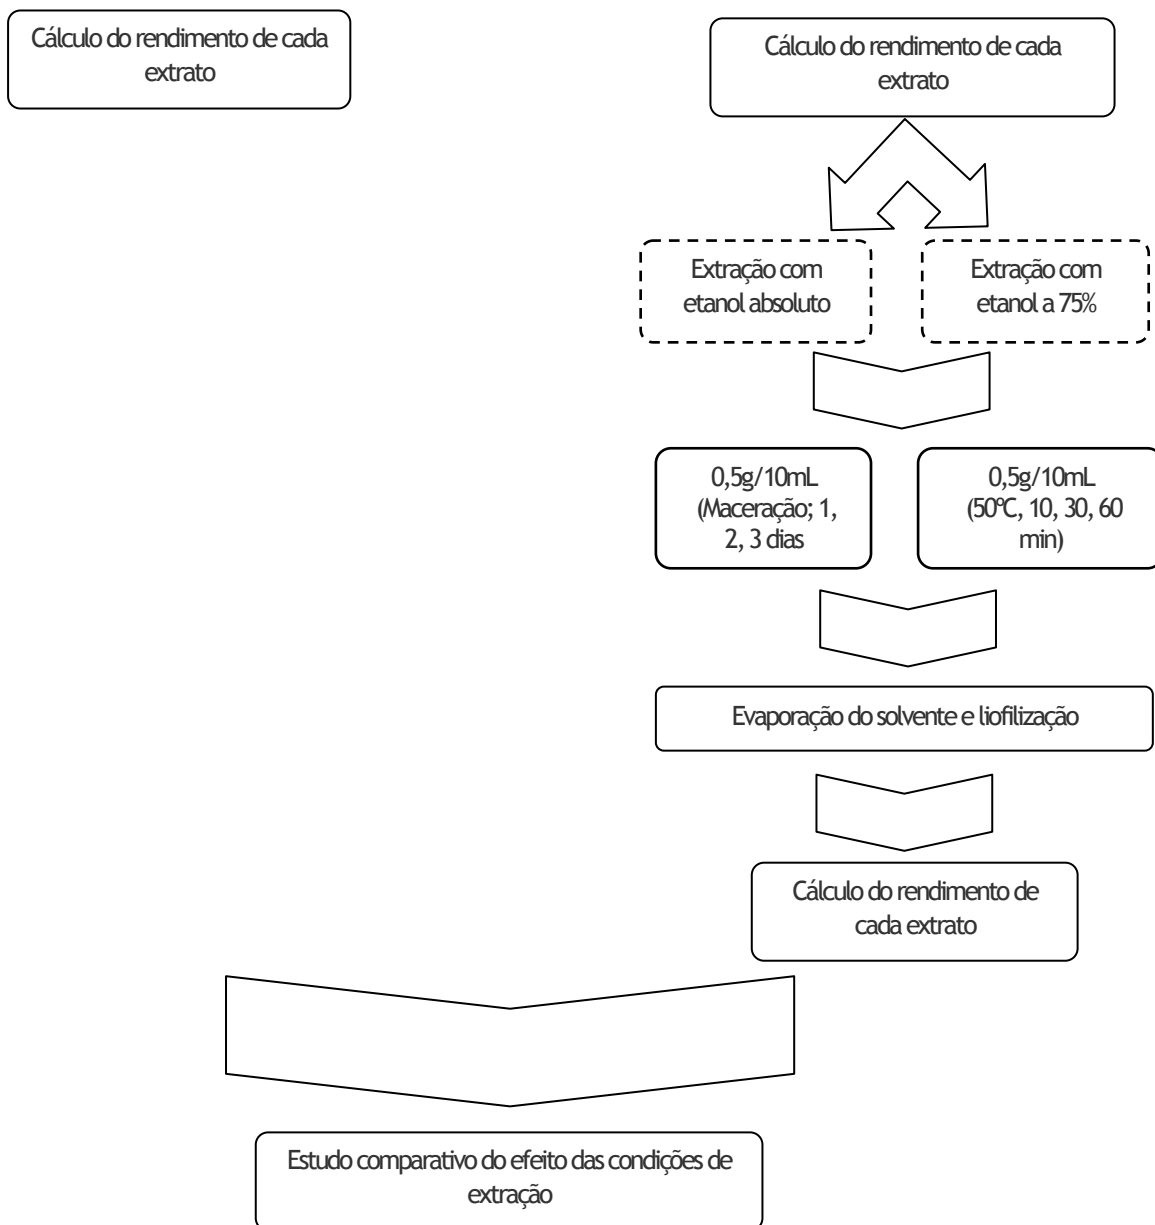 Cálculo do rendimento de cada
extrato
Cálculo do rendimento de cada
extrato
Extração com
etanol absoluto
Extração com
etanol a 75%
0,5g/10mL
(Maceração; 1,
2, 3 dias
0,5g/10mL
(50ºC, 10, 30, 60
min)
Evaporação do solvente e liofilização
Cálculo do rendimento de
cada extrato
Estudo comparativo do efeito das condições de
extração